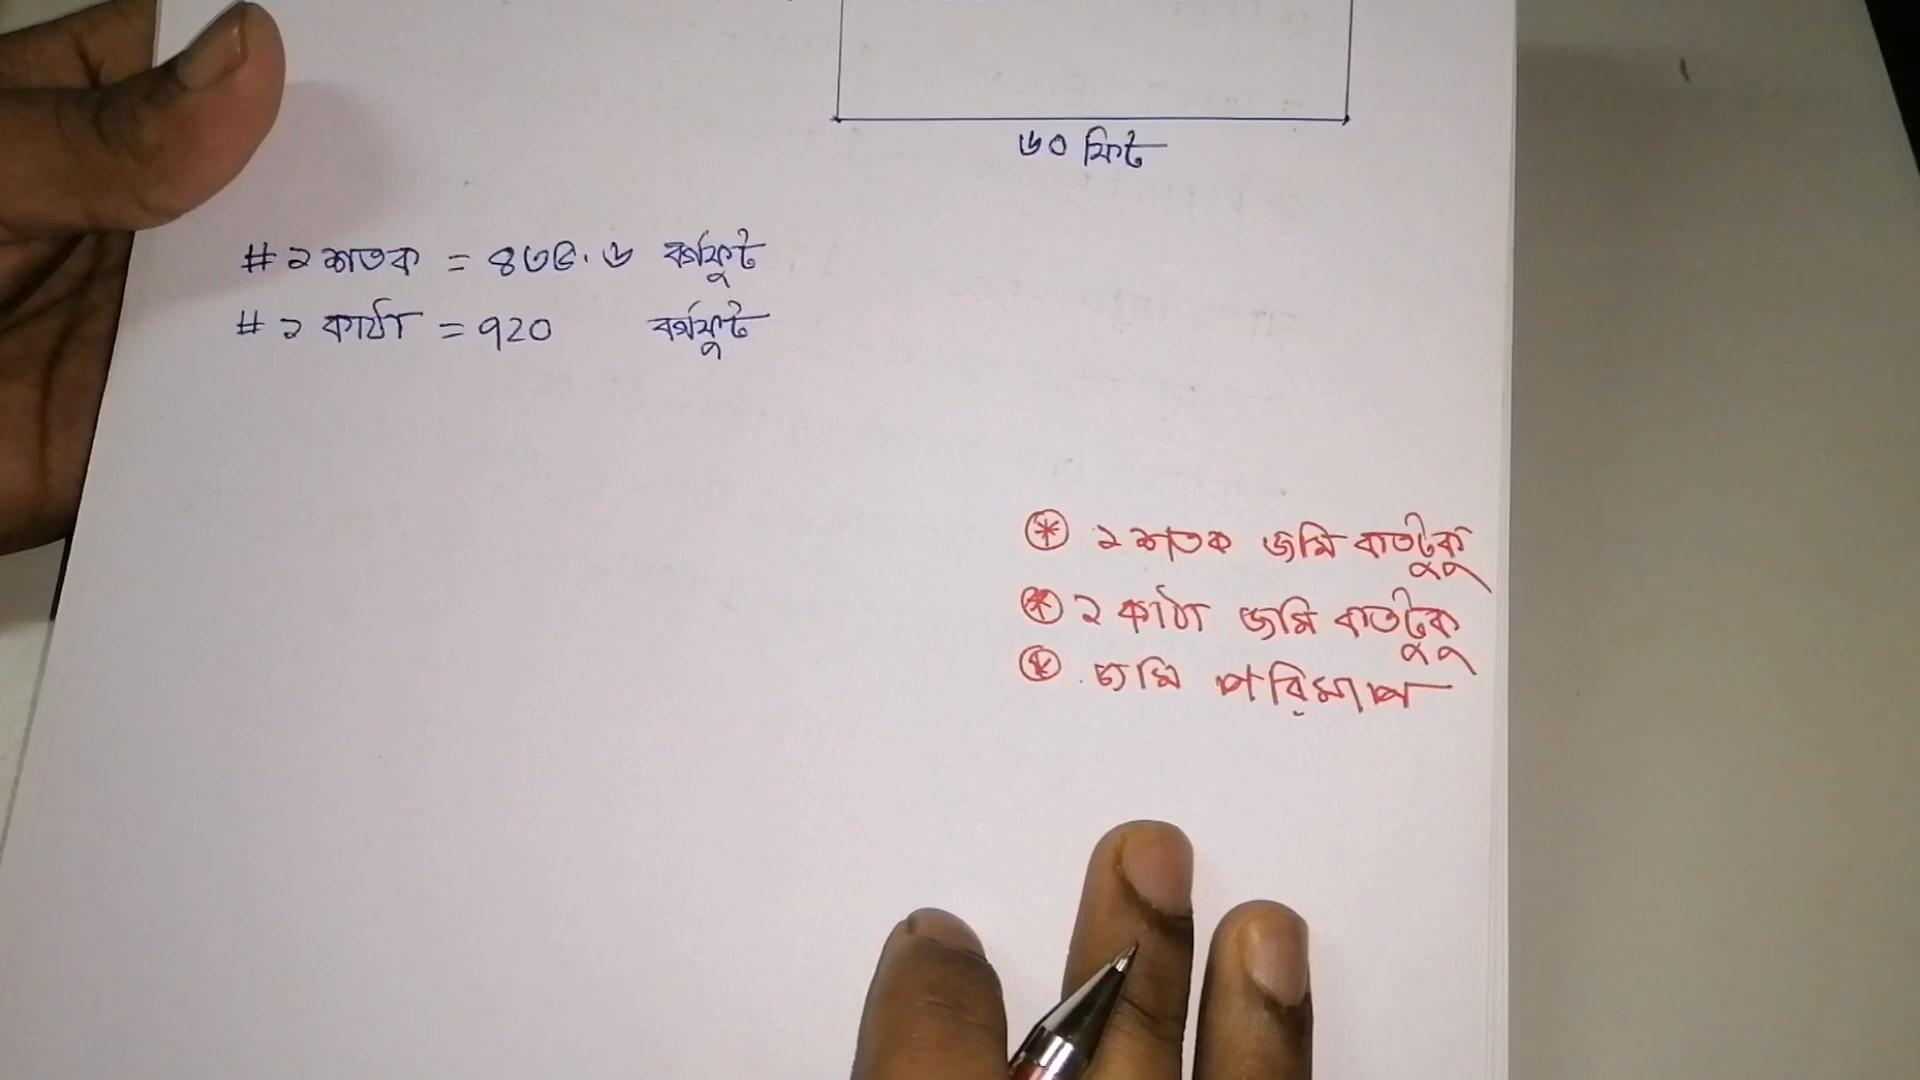 ৬০ ফিট
# ১ শতক = ৪৩৫.৬ বর্গফুট
# ১ কাঠা = ৭২০ বর্গফুট
* ১ শতক জমি কতটুকু
* ১ কাঠা জমি কতটুকু
* জমি পরিমাপ